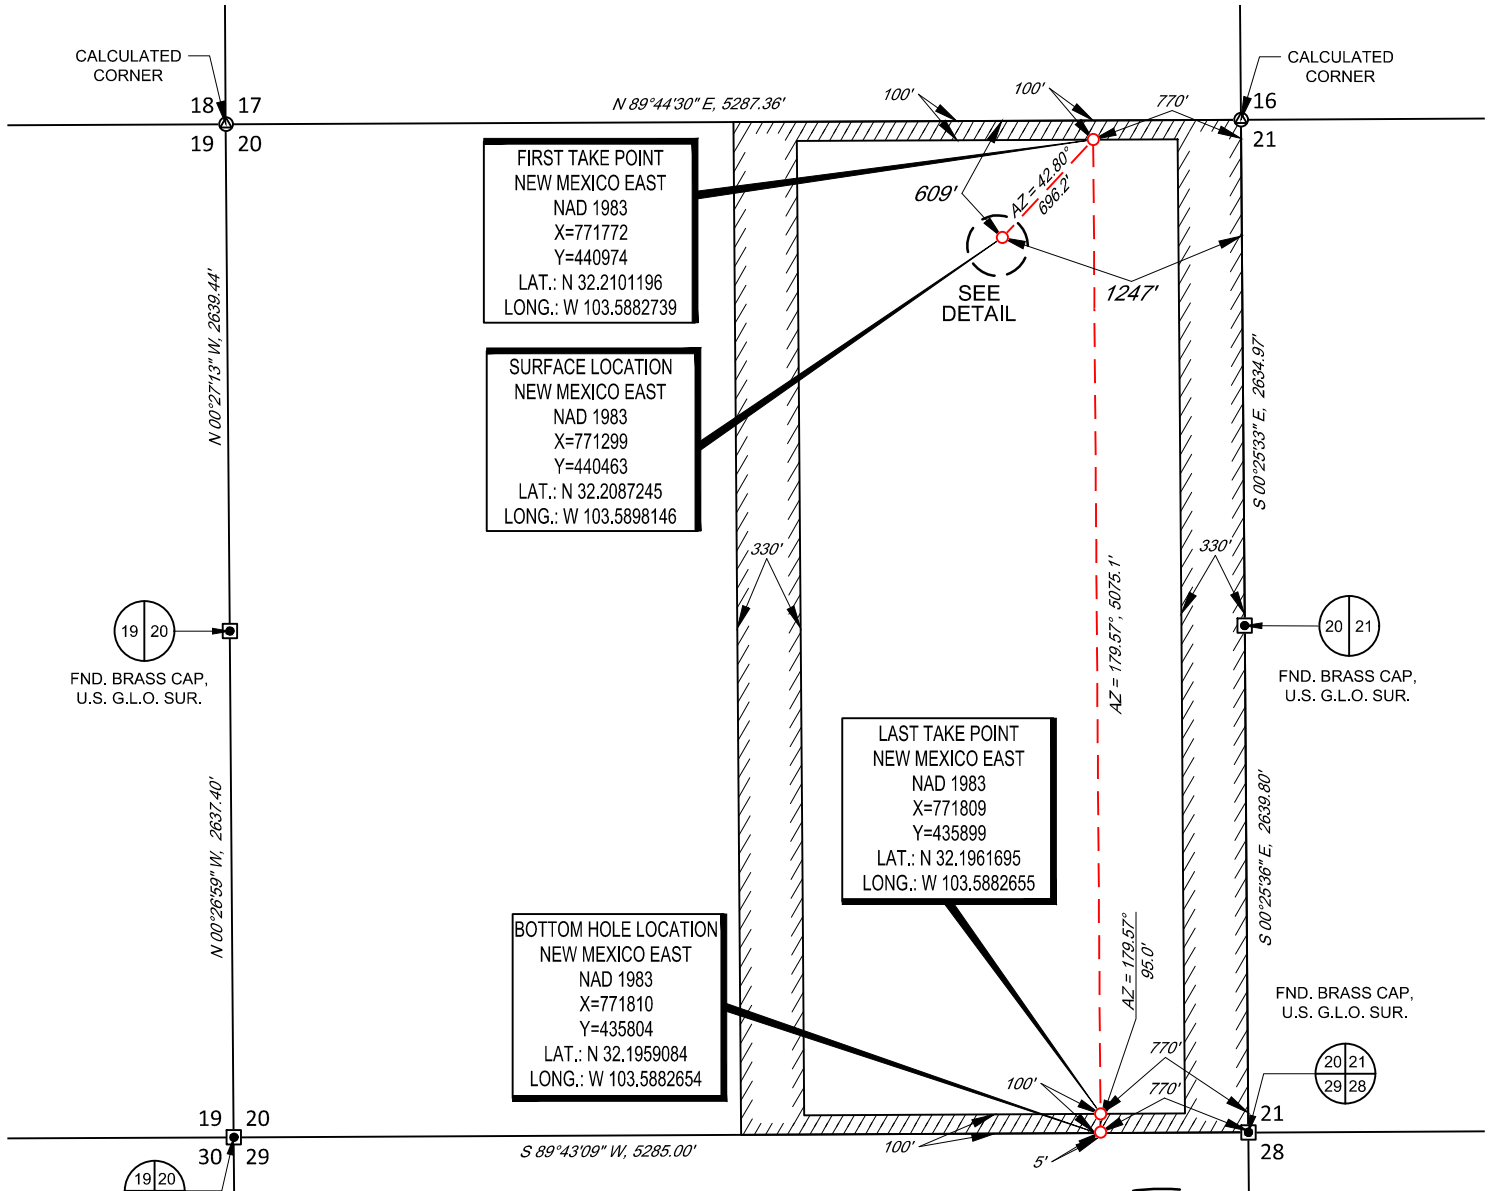 CALCULATED
CORNER
CALCULATED
CORNER
18 17
19 20
N 89°44'30" E, 5287.36'
100'
100'
770'
16
21
FIRST TAKE POINT
NEW MEXICO EAST
NAD 1983
X=771772
Y=440974
LAT.: N 32.2101196
LONG.: W 103.5882739
609'
AZ = 42.80°
696.2'
SEE
DETAIL
1247'
N 00°27'13" W, 2639.44'
S 00°25'33" E, 2634.97'
SURFACE LOCATION
NEW MEXICO EAST
NAD 1983
X=771299
Y=440463
LAT.: N 32.2087245
LONG.: W 103.5898146
330'
330'
19 20
FND. BRASS CAP,
U.S. G.L.O. SUR.
20 21
FND. BRASS CAP,
U.S. G.L.O. SUR.
AZ = 179.57°, 5075.1'
LAST TAKE POINT
NEW MEXICO EAST
NAD 1983
X=771809
Y=435899
LAT.: N 32.1961695
LONG.: W 103.5882655
N 00°26'59" W, 2637.40'
S 00°25'36" E, 2639.80'
BOTTOM HOLE LOCATION
NEW MEXICO EAST
NAD 1983
X=771810
Y=435804
LAT.: N 32.1959084
LONG.: W 103.5882654
AZ = 179.57°
95.0'
FND. BRASS CAP,
U.S. G.L.O. SUR.
20 21
29 28
770'
100'
770'
19 20
30 29
S 89°43'09" W, 5285.00'
100'
5'
21
28
19 20